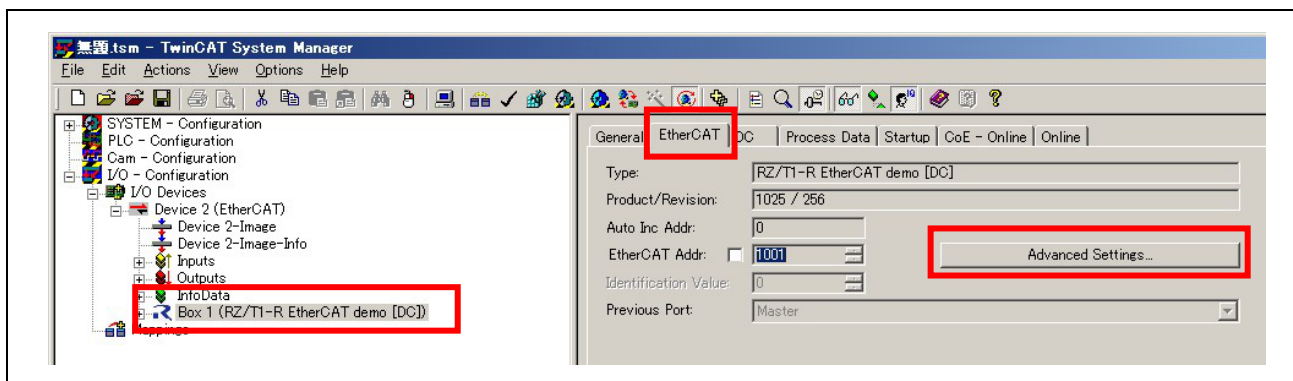 無題.tsm - TwinCAT System Manager
File Edit Actions View Options Help
SYSTEM - Configuration
PLC - Configuration
Cam - Configuration
I/O - Configuration
I/O Devices
Device 2 (EtherCAT)
Device 2-Image
Device 2-Image-Info
Inputs
Outputs
InfoData
Box 1 (RZ/T1-R EtherCAT demo [DC])
Mappings
General EtherCAT DC Process Data Startup CoE - Online Online
Type: RZ/T1-R EtherCAT demo [DC]
Product/Revision: 1025 / 256
Auto Inc Addr: 0
EtherCAT Addr: 1001 Advanced Settings...
Identification Value: 0
Previous Port: Master